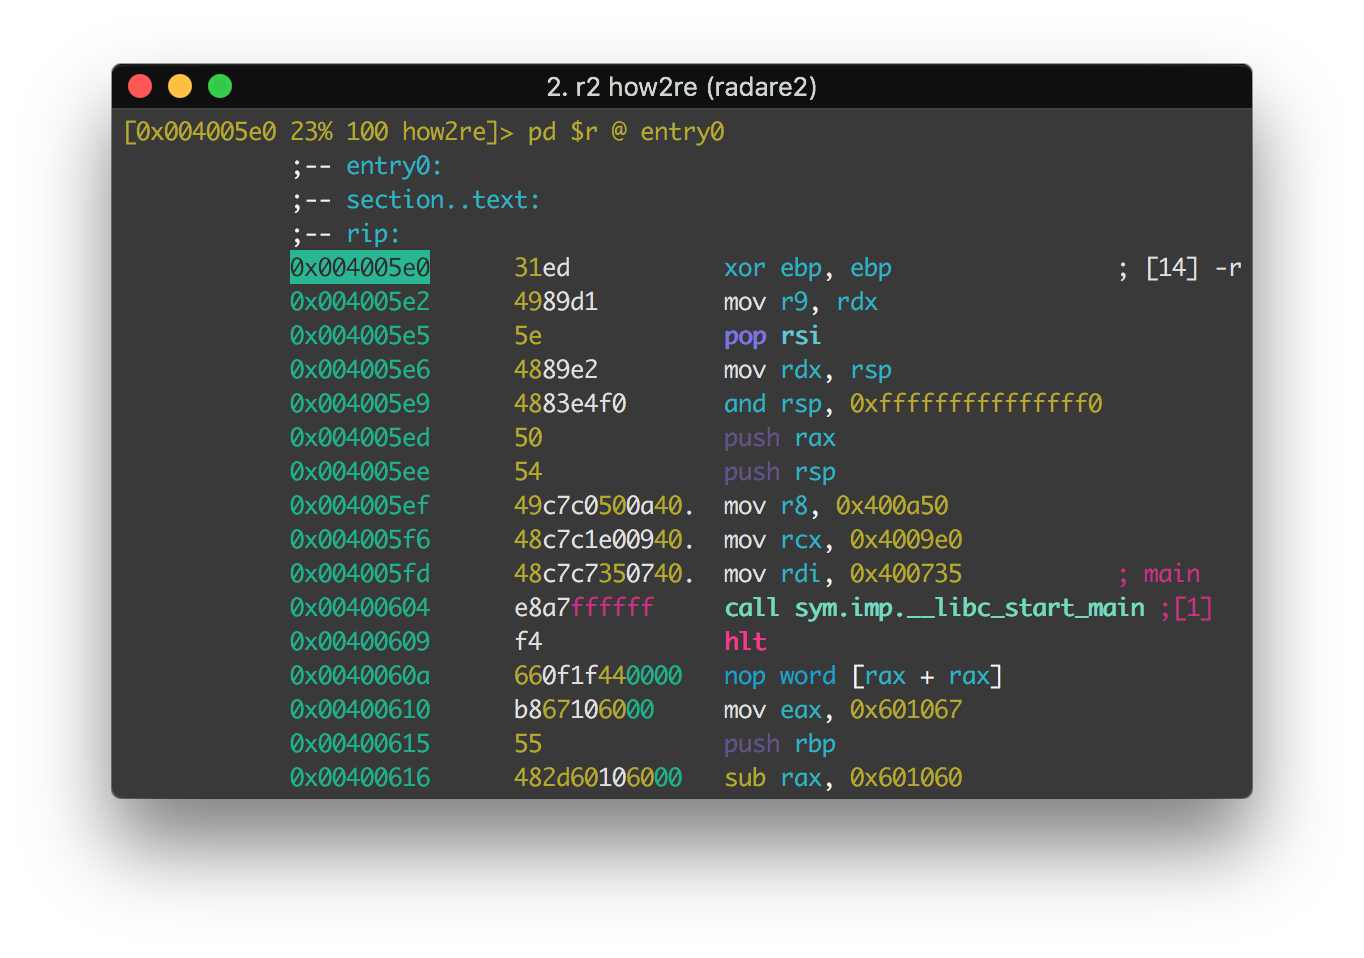 2. r2 how2re (radare2)
[0x004005e0 23% 100 how2re]> pd $r @ entry0
;-- entry0:
;-- section..text:
;-- rip:
0x004005e0 31ed xor ebp, ebp ; [14] -r
0x004005e2 4989d1 mov r9, rdx
0x004005e5 5e pop rsi
0x004005e6 4889e2 mov rdx, rsp
0x004005e9 4883e4f0 and rsp, 0xfffffffffffffff0
0x004005ed 50 push rax
0x004005ee 54 push rsp
0x004005ef 49c7c0500a40. mov r8, 0x400a50
0x004005f6 48c7c1e00940. mov rcx, 0x4009e0
0x004005fd 48c7c7350740. mov rdi, 0x400735 ; main
0x00400604 e8a7ffffff call sym.imp.__libc_start_main ;[1]
0x00400609 f4 hlt
0x0040060a 660f1f440000 nop word [rax + rax]
0x00400610 b867106000 mov eax, 0x601067
0x00400615 55 push rbp
0x00400616 482d60106000 sub rax, 0x601060